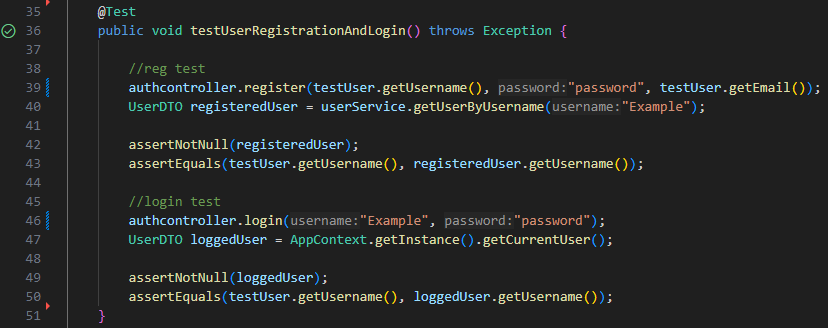 35 @Test
36 public void testUserRegistrationAndLogin() throws Exception {
37
38 //reg test
39 authcontroller.register(testUser.getUsername(), password:"password", testUser.getEmail());
40 UserDTO registeredUser = userService.getUserByUsername(username:"Example");
41
42 assertNotNull(registeredUser);
43 assertEquals(testUser.getUsername(), registeredUser.getUsername());
44
45 //login test
46 authcontroller.login(username:"Example", password:"password");
47 UserDTO loggedUser = AppContext.getInstance().getCurrentUser();
48
49 assertNotNull(loggedUser);
50 assertEquals(testUser.getUsername(), loggedUser.getUsername());
51 }